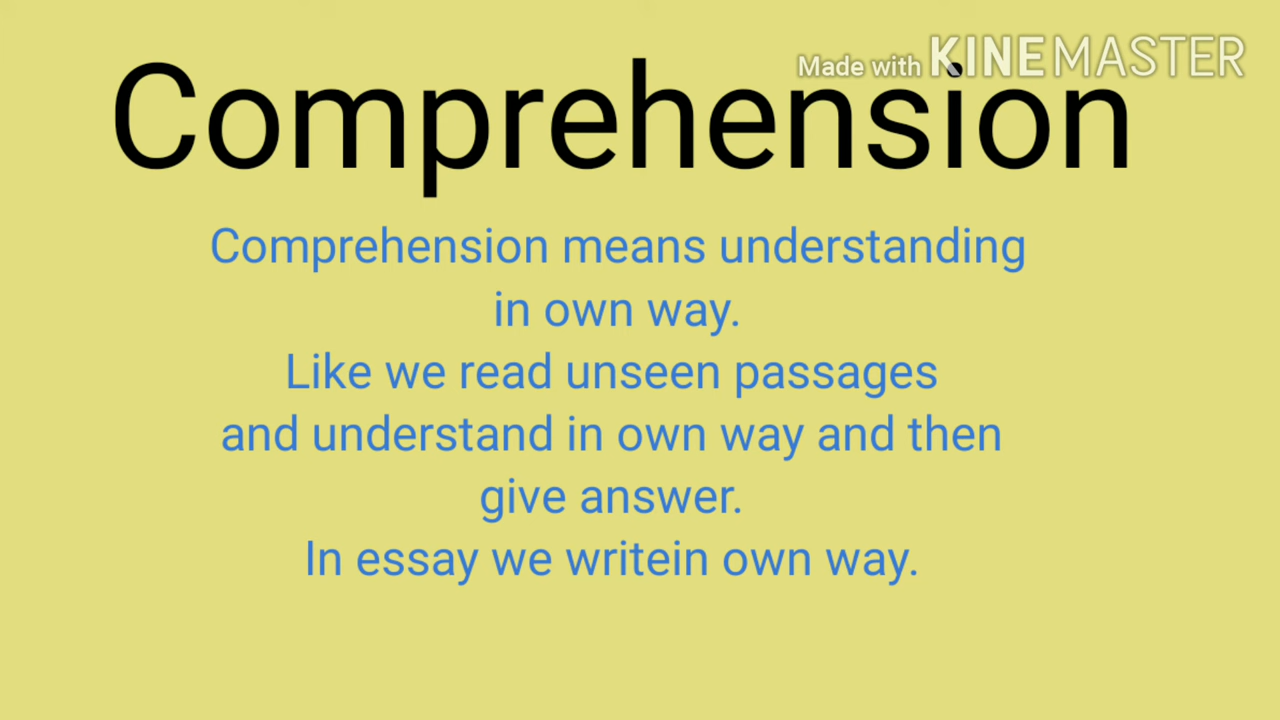 Made with KINEMASTER
Comprehension
Comprehension means understanding
in own way.
Like we read unseen passages
and understand in own way and then
give answer.
In essay we writein own way.